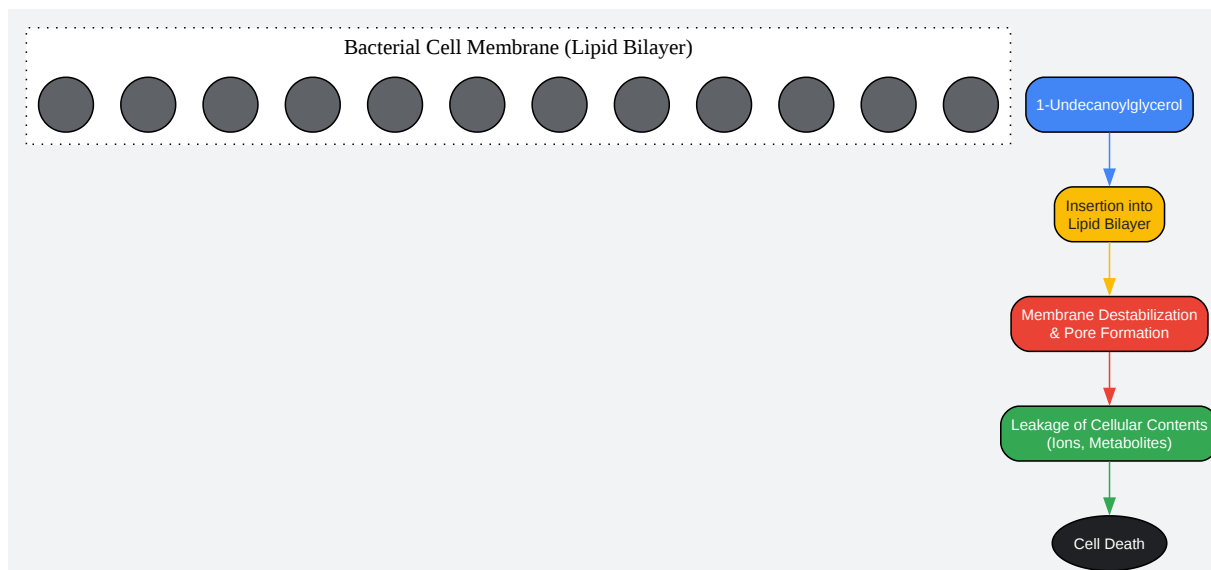 Bacterial Cell Membrane (Lipid Bilayer)
1-Undecanoylglycerol
Insertion into
Lipid Bilayer
Membrane Destabilization
& Pore Formation
Leakage of Cellular Contents
(Ions, Metabolites)
Cell Death